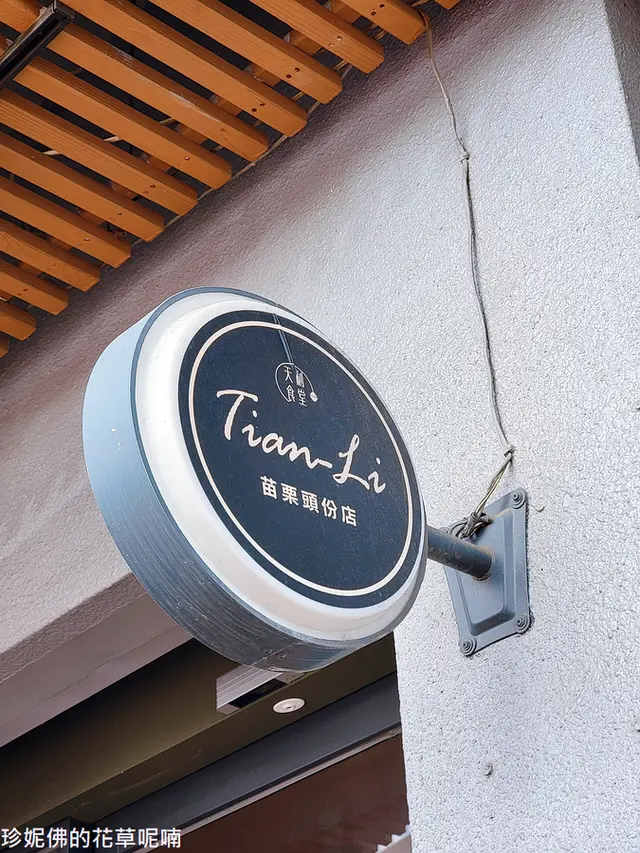 天利
食堂
Tian-Li
苗栗頭份店
珍妮佛的花草呢喃